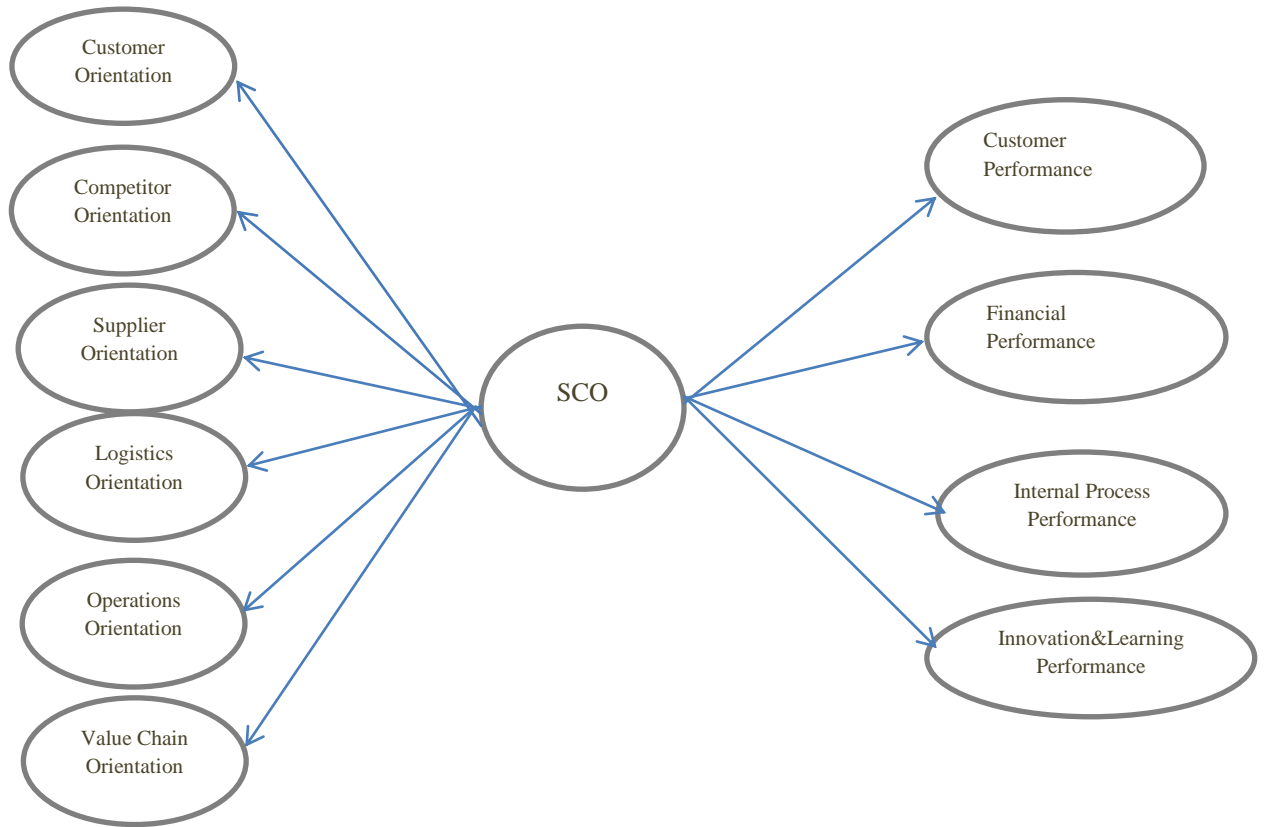 Customer
Orientation
Competitor
Orientation
Supplier
Orientation
Logistics
Orientation
Operations
Orientation
Value Chain
Orientation
SCO
Customer
Performance
Financial
Performance
Internal Process
Performance
Innovation&Learning
Performance